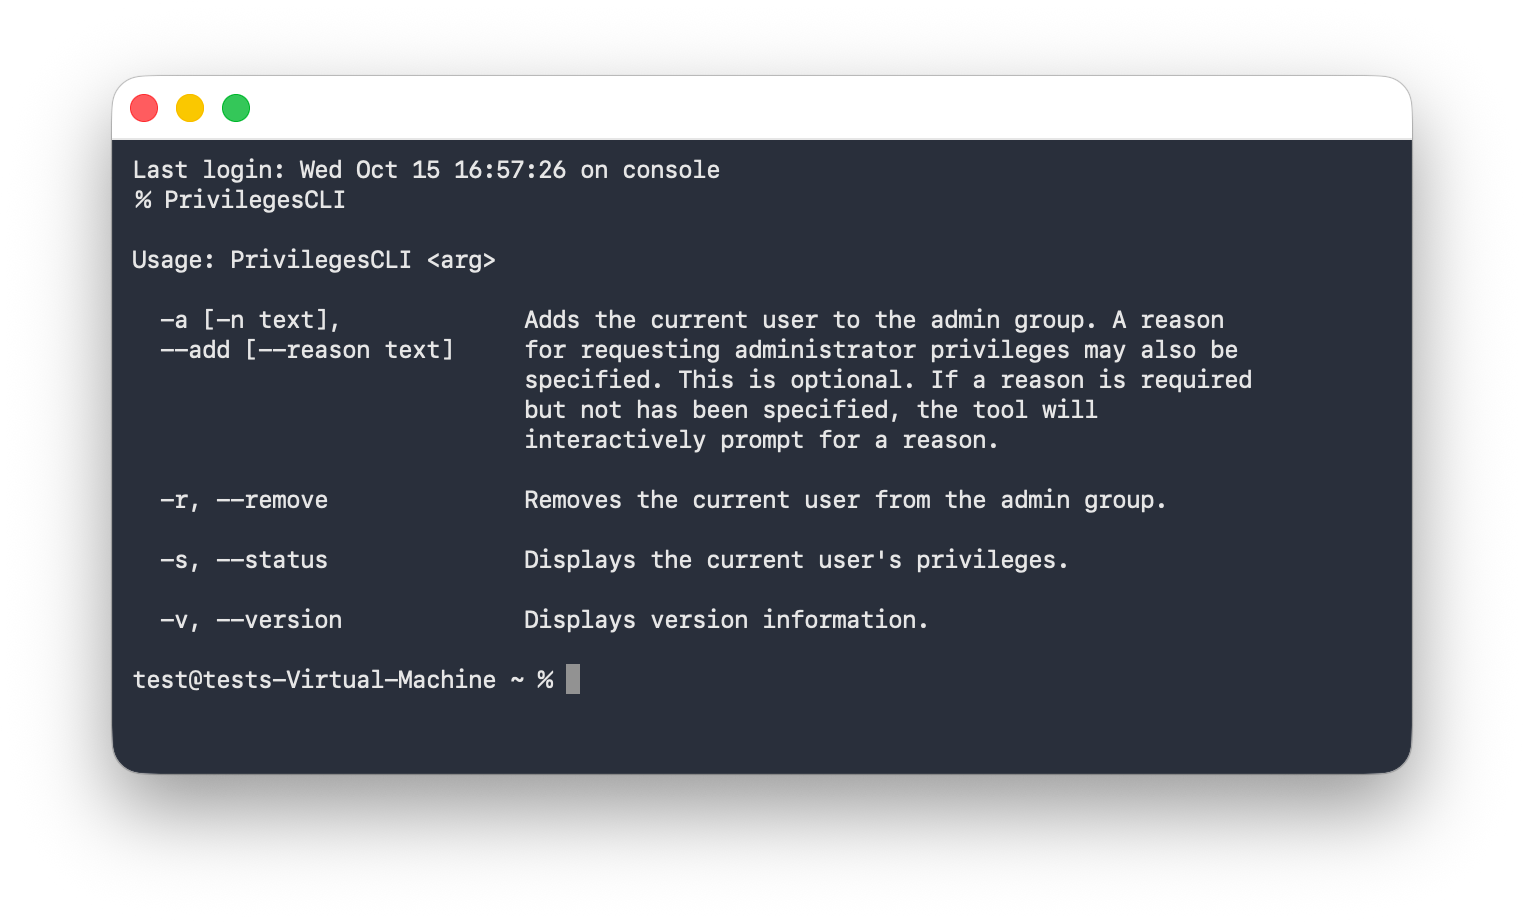 Last login: Wed Oct 15 16:57:26 on console
% PrivilegesCLI
Usage: PrivilegesCLI <arg>
-a [-n text], Adds the current user to the admin group. A reason
--add [--reason text] for requesting administrator privileges may also be
specified. This is optional. If a reason is required
but not has been specified, the tool will
interactively prompt for a reason.
-r, --remove Removes the current user from the admin group.
-s, --status Displays the current user's privileges.
-v, --version Displays version information.
test@tests-Virtual-Machine ~ %